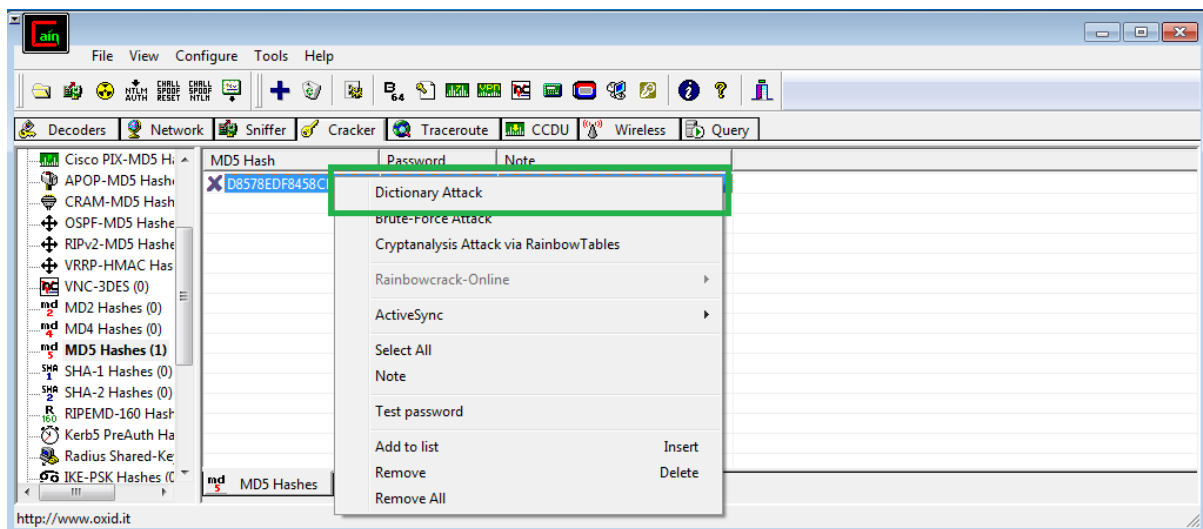 Cain
File View Configure Tools Help
NTLM AUTH CHALL SPOOF RESET CHALL SPOOF NTLM B 64
Decoders Network Sniffer Cracker Traceroute CCDU Wireless Query
Cisco PIX-MD5 H
APOP-MD5 Hash
CRAM-MD5 Hash
OSPF-MD5 Hashe
RIPv2-MD5 Hashe
VRRP-HMAC Has
VNC-3DES (0)
MD2 Hashes (0)
MD4 Hashes (0)
MD5 Hashes (1)
SHA-1 Hashes (0)
SHA-2 Hashes (0)
RIPEMD-160 Hash
Kerb5 PreAuth Ha
Radius Shared-Ke
IKE-PSK Hashes (
MD5 Hash Password Note
D8578EDF8458C
Dictionary Attack
Brute-Force Attack
Cryptanalysis Attack via RainbowTables
Rainbowcrack-Online
ActiveSync
Select All
Note
Test password
Add to list Insert
Remove Delete
Remove All
md 5 MD5 Hashes
http://www.oxid.it